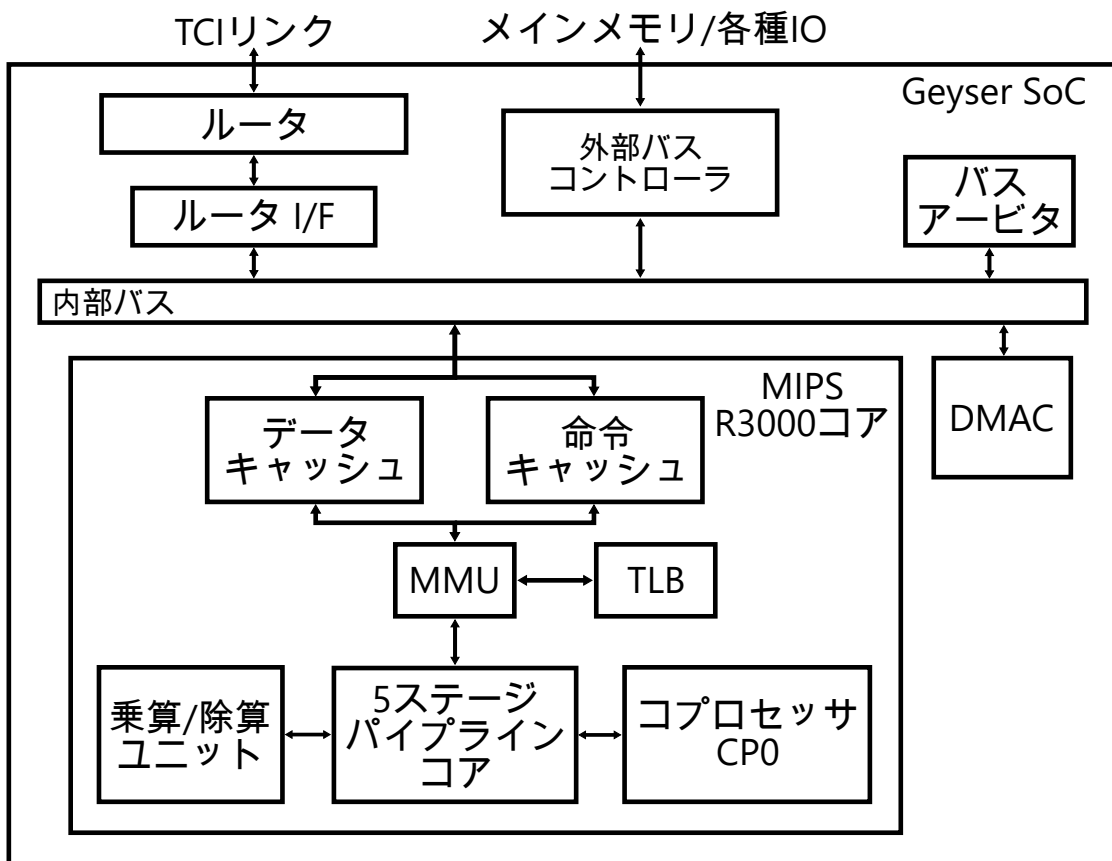 TCIリンク
メインメモリ/各種IO
Geyser SoC
ルータ
外部バス
コントローラ
バス
アービタ
ルータ I/F
内部バス
MIPS
R3000コア
DMAC
データ
キャッシュ
命令
キャッシュ
MMU
TLB
乗算/除算
ユニット
5ステージ
パイプライン
コア
コプロセッサ
CP0